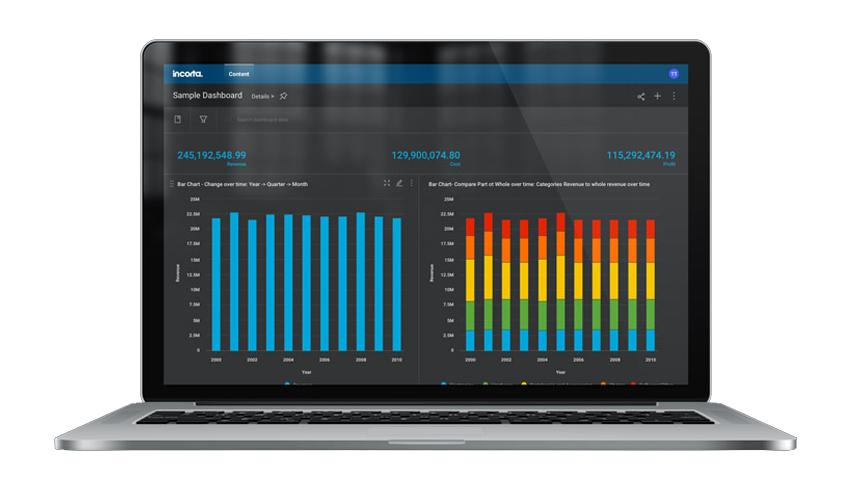 incorta.
Content
TT
Sample Dashboard
Details >
Search dashboard data
245,192,548.99
Revenue
129,900,074.80
Cost
115,292,474.19
Profit
Bar Chart - Change over time: Year -> Quarter -> Month
25M
22.5M
20M
17.5M
15M
12.5M
10M
7.5M
5M
2.5M
0
Revenue
2000
2002
2004
2006
2008
2010
Year
Bar Chart- Compare Part ot Whole over time: Categories Revenue to whole revenue over time
25M
22.5M
20M
17.5M
15M
12.5M
10M
7.5M
5M
2.5M
0
Revenue
2000
2002
2004
2006
2008
2010
Year